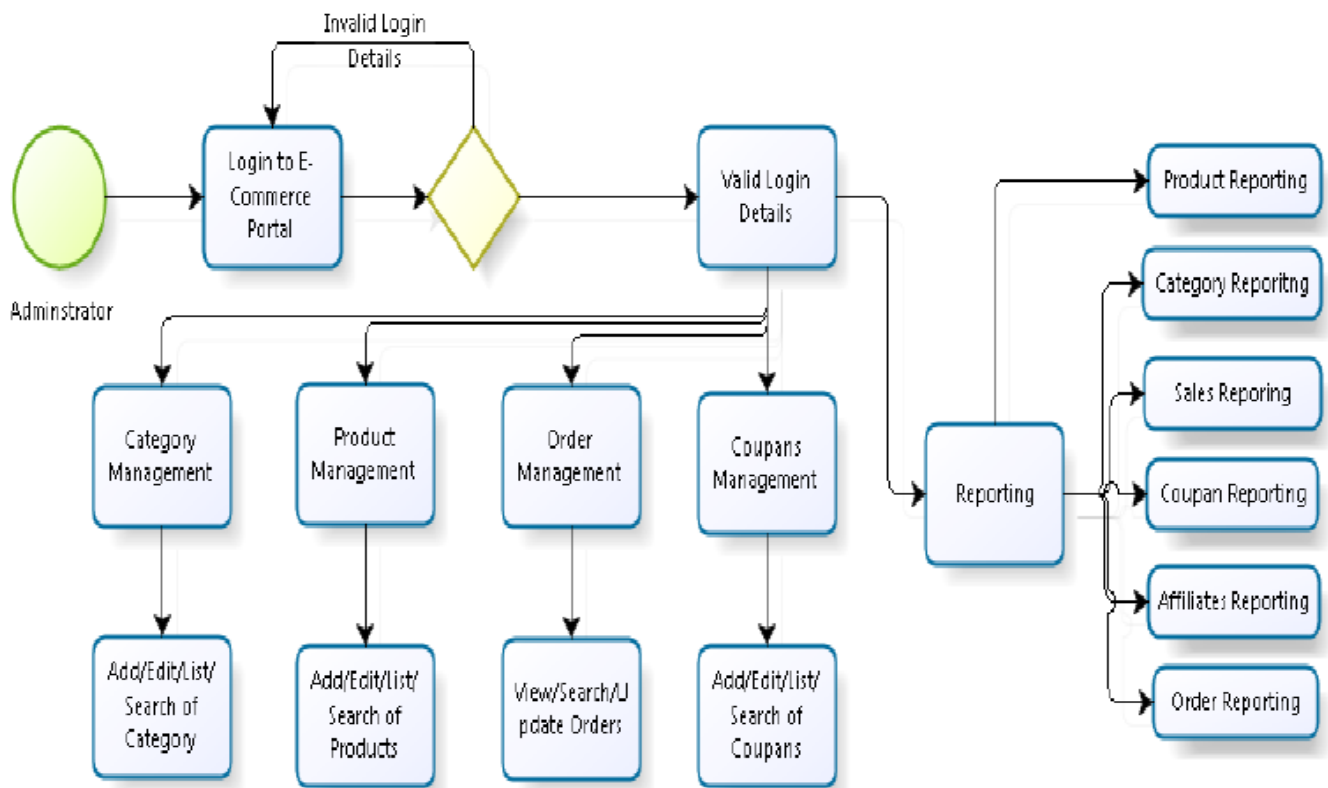 Invalid Login
Details
Login to E-
Commerce
Portal
Valid Login
Details
Product Reporting
Adminstrator
Category Reporitng
Sales Reporing
Category
Management
Product
Management
Order
Management
Coupans
Management
Reporting
Coupan Reporting
Affiliates Reporting
Add/Edit/List/
Search of
Category
Add/Edit/List/
Search of
Products
View/Search/U
pdate Orders
Add/Edit/List/
Search of
Coupans
Order Reporting